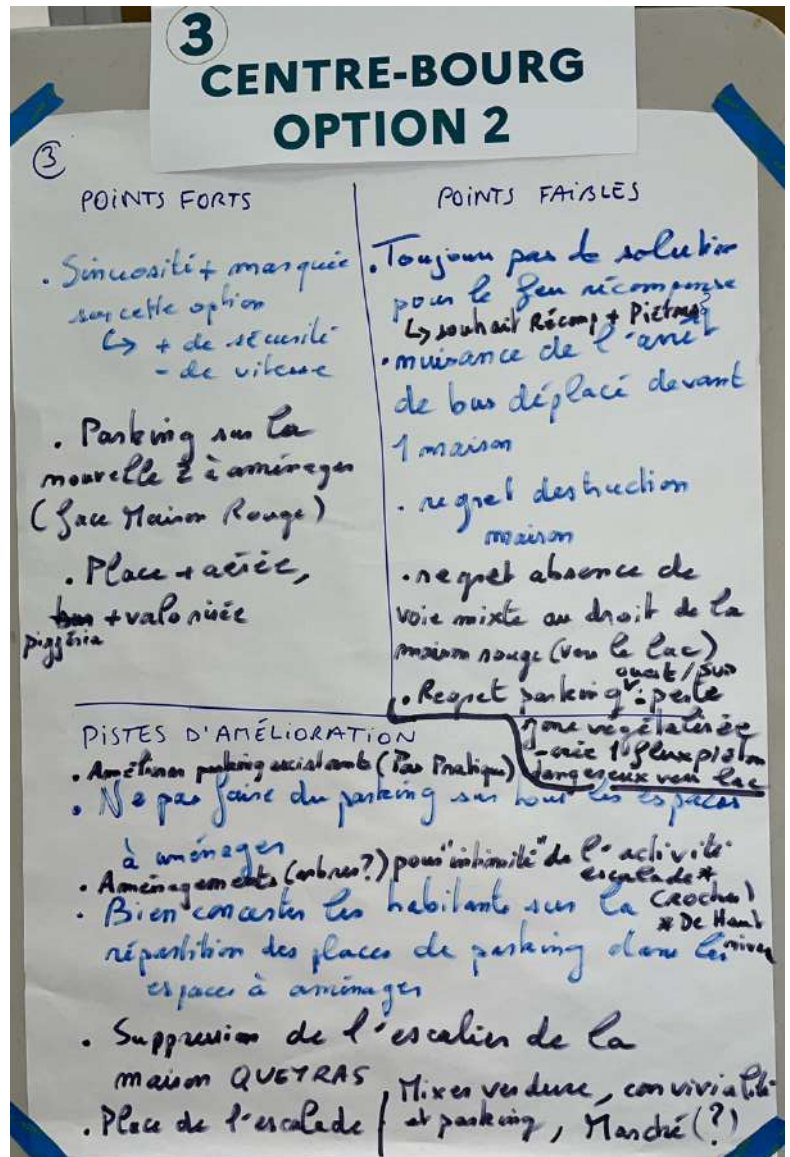 3
CENTRE-BOURG
OPTION 2
3
POINTS FORTS
. Sinuosité + marquée
sur cette option
↳ + de sécurité
- de vitesse
. Parking sur la
nouvelle z à aménager
(face Maison Rouge)
. Place + aérée,
+ valorisée
pizzéria
POINTS FAIBLES
. Toujours pas de solution
pour le feu récompense
↳ souhait Récomp + Piétons
. nuisance de l'arrêt
de bus déplacé devant
1 maison
. regret destruction
maison
. regret absence de
voie mixte au droit de la
maison rouge (vers le lac)
ouest/sud
. Regret parking : perte
zone végétalisée
- crée 1 flux piéton
dangereux vers lac
PISTES D'AMÉLIORATION
. Améliorer parking existants (Pas Pratique)
. Ne pas faire du parking sur tous les espaces
à aménager
. Aménagements (arbres?) pour "intimité" de l'activité
escalade*
. Bien concerter les habitants sur la
répartition des places de parking dans les
espaces à aménager
* De Haut
niveau
. Suppression de l'escalier de la
maison QUEYRAS
. Place de l'escalade
Mixer verdure, convivialité
et parking, Marché (?)